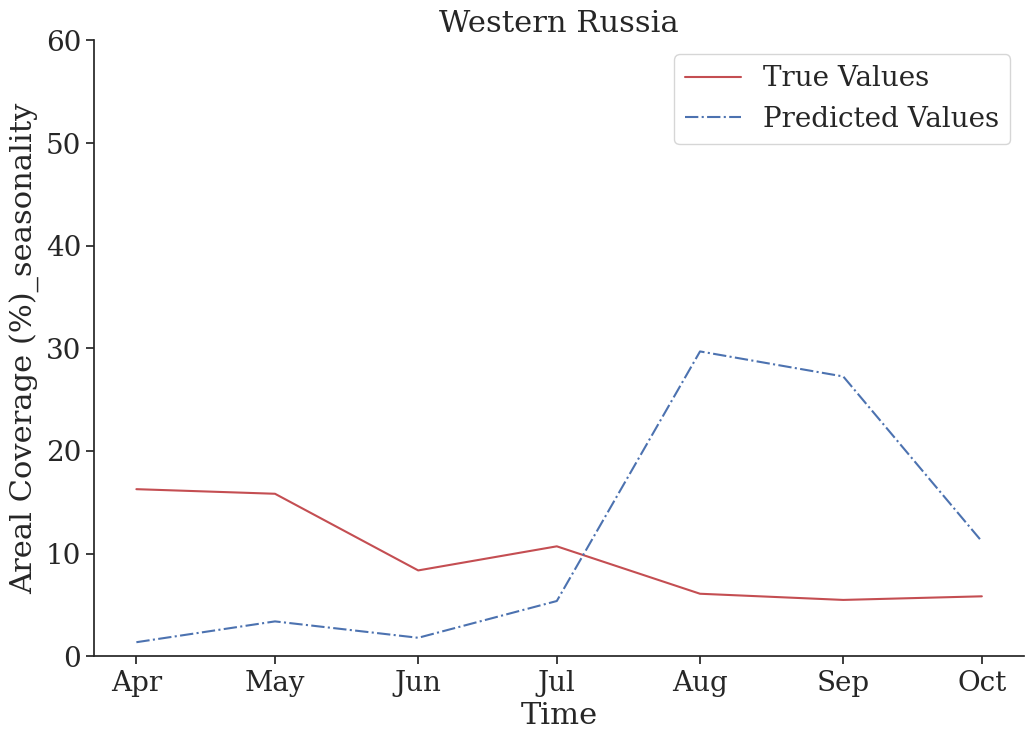 Western Russia
True Values
Predicted Values
Areal Coverage (%)_seasonality
60
50
40
30
20
10
0
Apr May Jun Jul Aug Sep Oct
Time